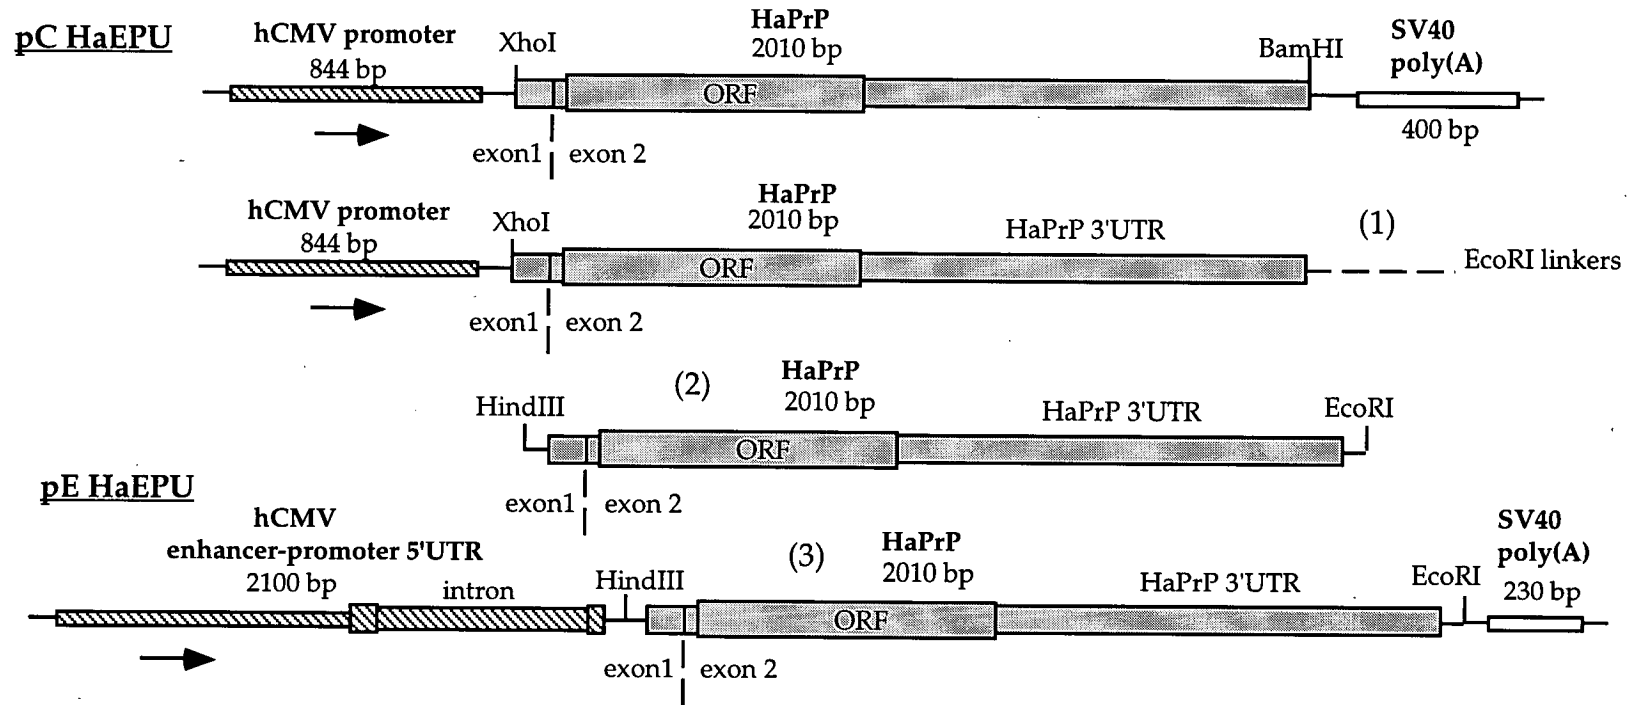 pC HaEPU
hCMV promoter
844 bp
XhoI
HaPrP
2010 bp
BamHI
SV40
poly(A)
ORF
400 bp
exon1
exon 2
hCMV promoter
844 bp
XhoI
HaPrP
2010 bp
HaPrP 3'UTR
(1)
ORF
EcoRI linkers
exon1
exon 2
(2)
HindIII
HaPrP
2010 bp
HaPrP 3'UTR
EcoRI
ORF
exon1
exon 2
pE HaEPU
hCMV
enhancer-promoter 5'UTR
2100 bp
intron
HindIII
(3)
HaPrP
2010 bp
HaPrP 3'UTR
EcoRI
SV40
poly(A)
230 bp
ORF
exon1
exon 2